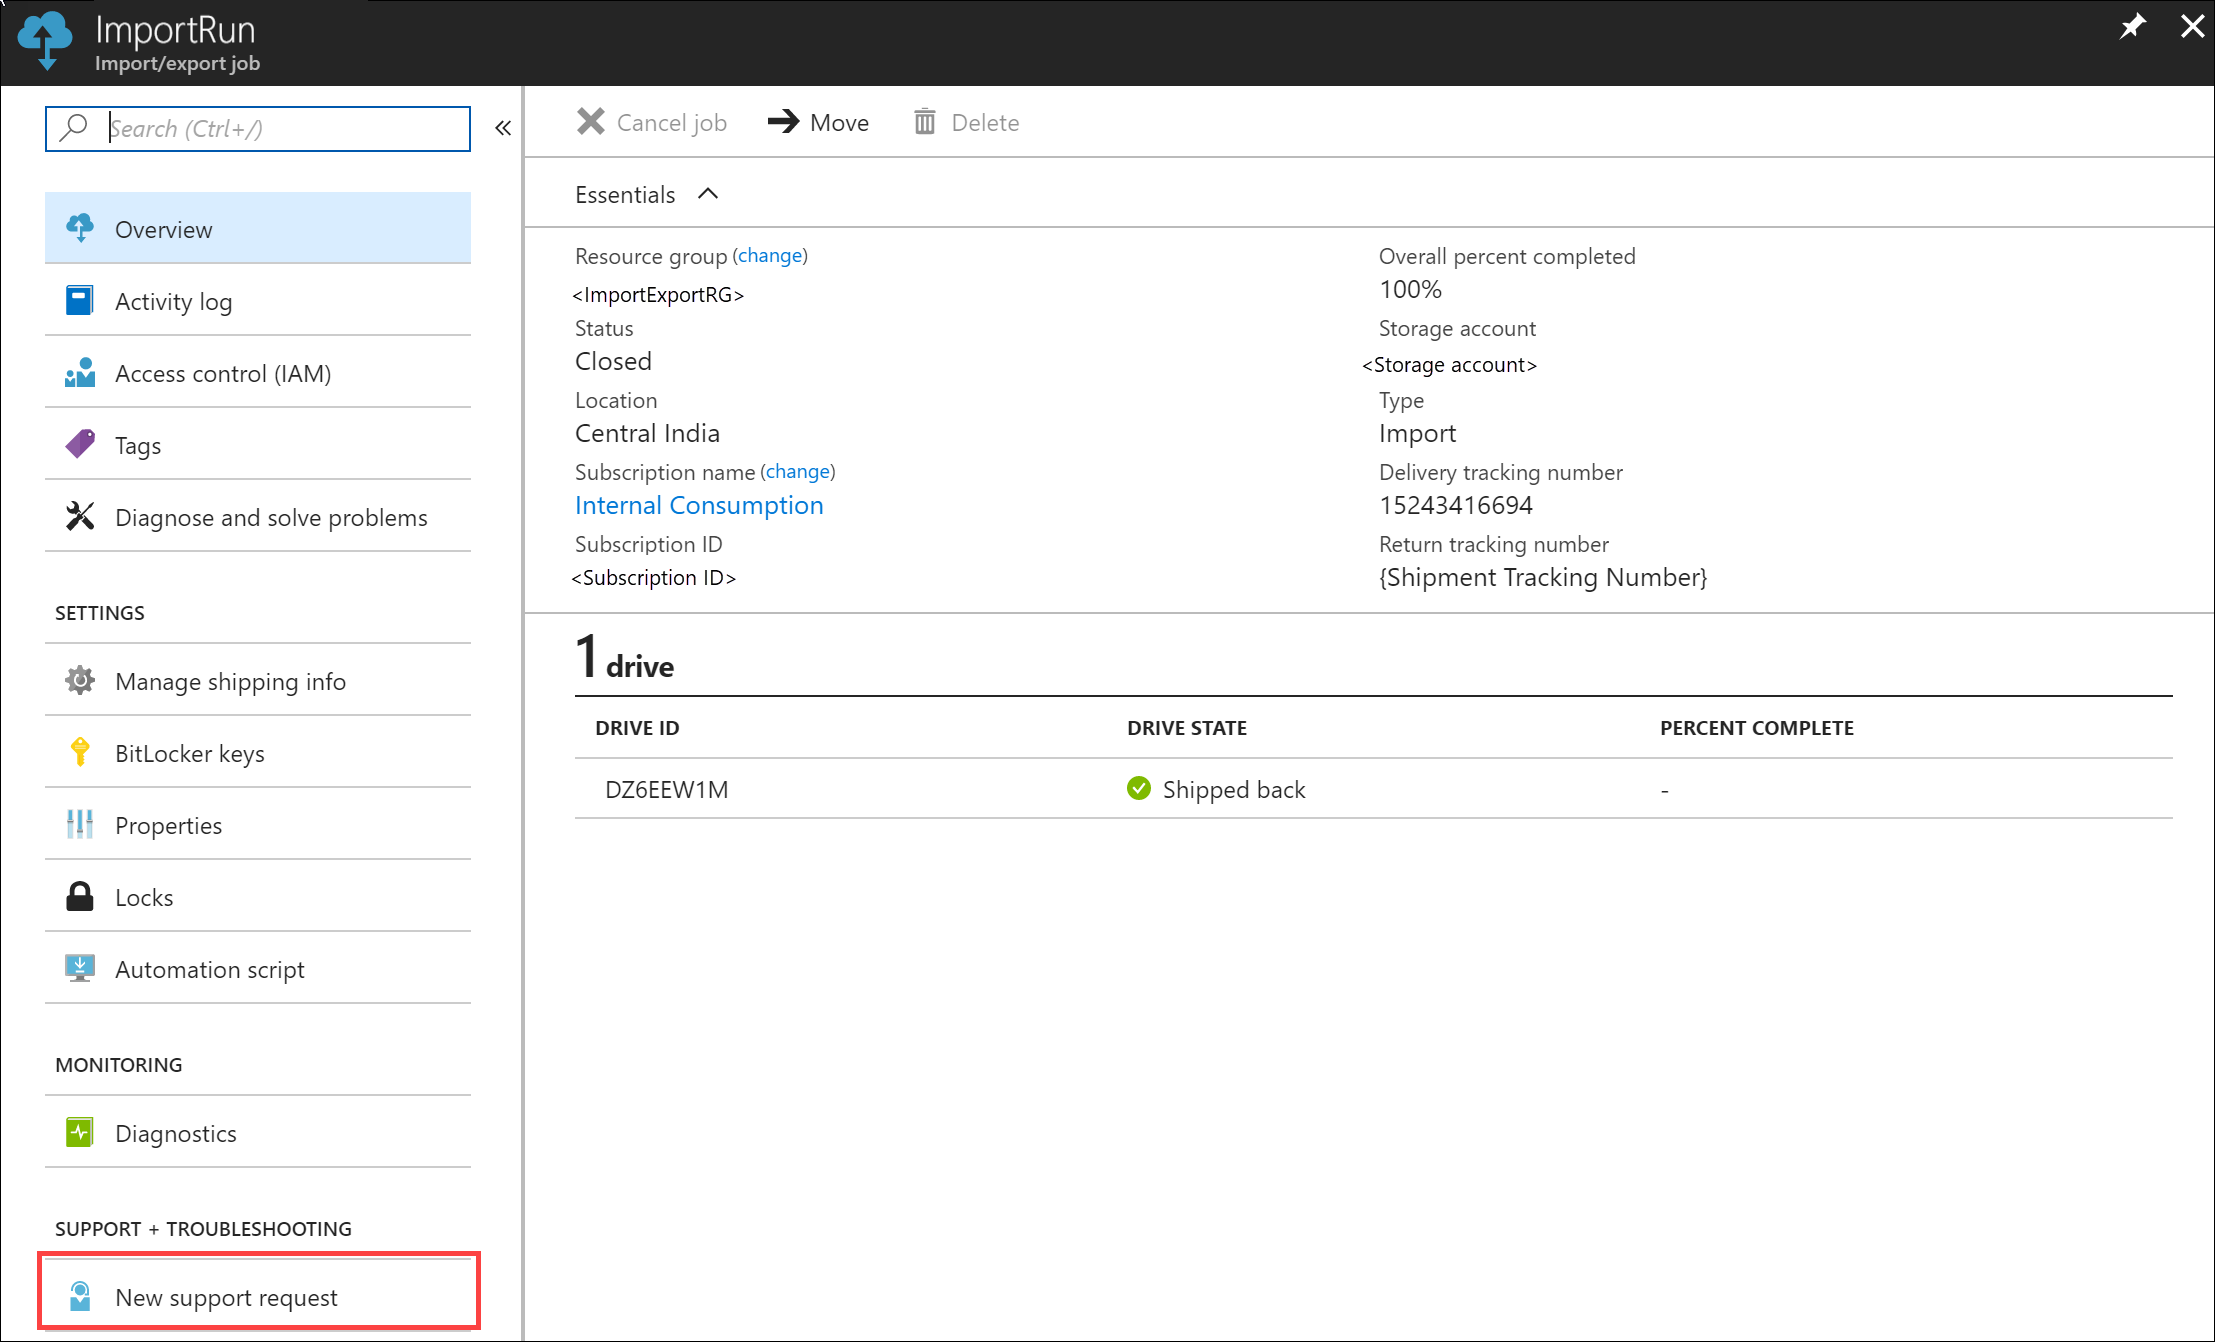 ImportRun
Import/export job
Search (Ctrl+/)
«
Overview
Activity log
Access control (IAM)
Tags
Diagnose and solve problems
SETTINGS
Manage shipping info
BitLocker keys
Properties
Locks
Automation script
MONITORING
Diagnostics
SUPPORT + TROUBLESHOOTING
New support request
Cancel job Move Delete
Essentials
Resource group (change)
<ImportExportRG>
Status
Closed
Location
Central India
Subscription name (change)
Internal Consumption
Subscription ID
<Subscription ID>
Overall percent completed
100%
Storage account
<Storage account>
Type
Import
Delivery tracking number
15243416694
Return tracking number
{Shipment Tracking Number}
1 drive
DRIVE ID DRIVE STATE PERCENT COMPLETE
DZ6EEW1M Shipped back -